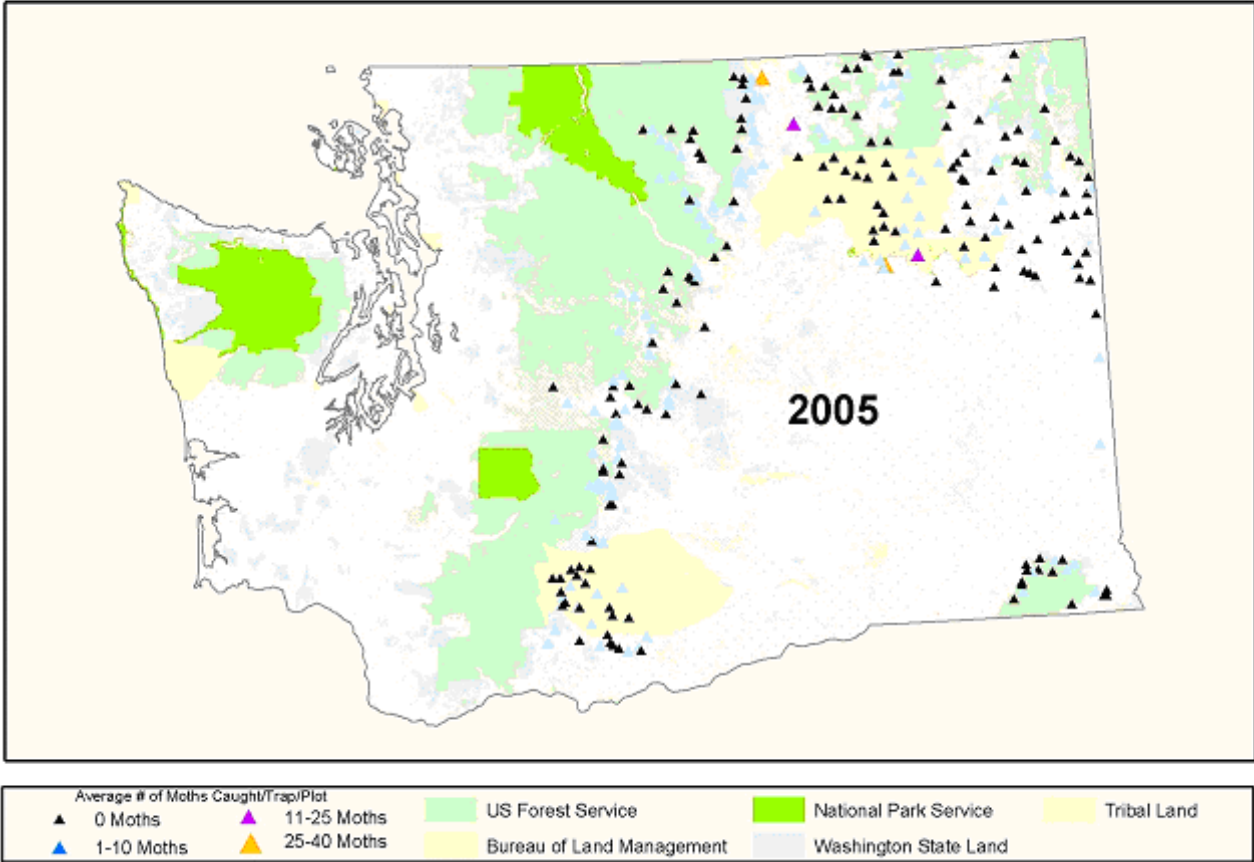 2005
Average # of Moths Caught/Trap/Plot
0 Moths
11-25 Moths
US Forest Service
National Park Service
Tribal Land
1-10 Moths
25-40 Moths
Bureau of Land Management
Washington State Land